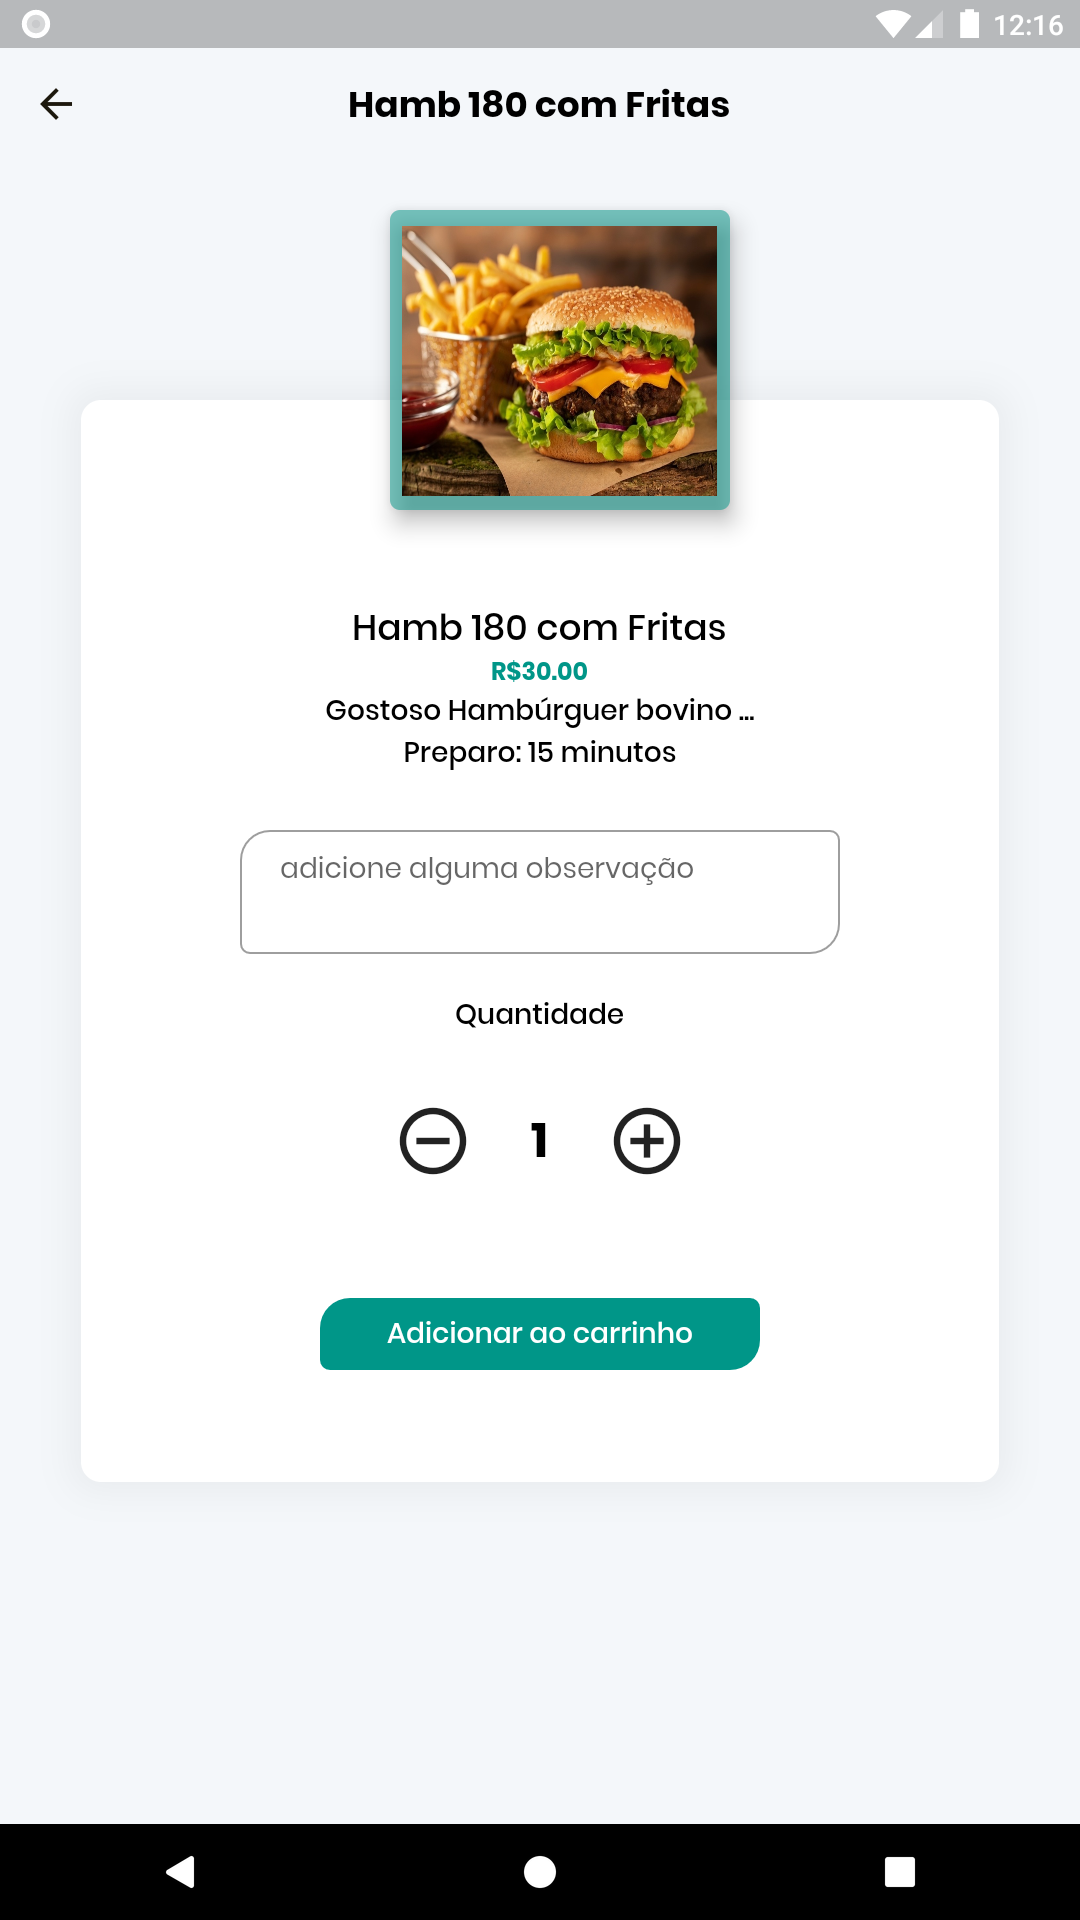 12:16
Hamb 180 com Fritas
Hamb 180 com Fritas
R$30.00
Gostoso Hambúrguer bovino ...
Preparo: 15 minutos
adicione alguma observação
Quantidade
1
Adicionar ao carrinho